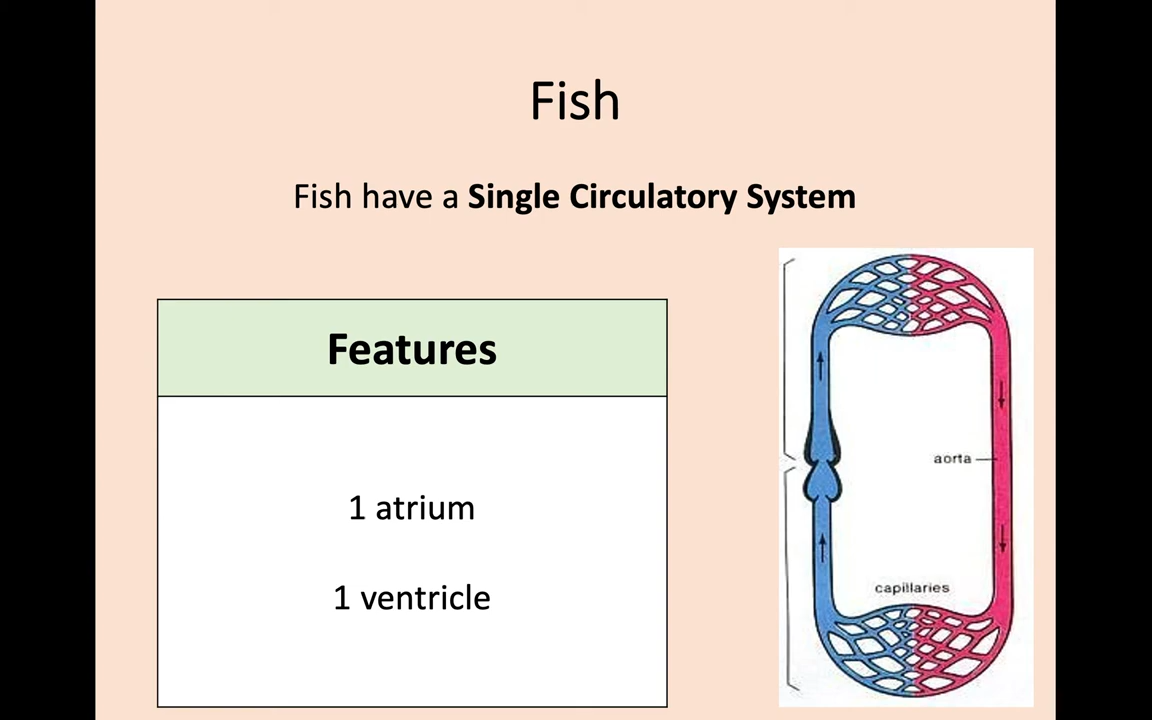 Fish
Fish have a Single Circulatory System
Features
1 atrium
1 ventricle
aorta
capillaries